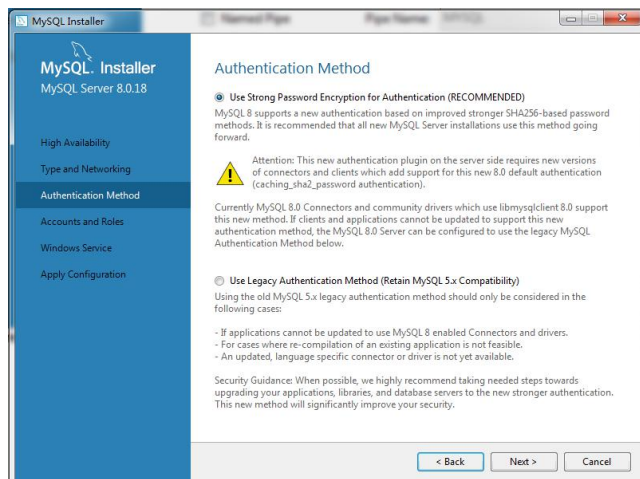 MySQL Installer
Named Pipe
Pipe Name:
MYSQL
MySQL. Installer
MySQL Server 8.0.18
High Availability
Type and Networking
Authentication Method
Accounts and Roles
Windows Service
Apply Configuration
Authentication Method
Use Strong Password Encryption for Authentication (RECOMMENDED)
MySQL 8 supports a new authentication based on improved stronger SHA256-based password
methods. It is recommended that all new MySQL Server installations use this method going
forward.
Attention: This new authentication plugin on the server side requires new versions
of connectors and clients which add support for this new 8.0 default authentication
(caching_sha2_password authentication).
Currently MySQL 8.0 Connectors and community drivers which use libmysqlclient 8.0 support
this new method. If clients and applications cannot be updated to support this new
authentication method, the MySQL 8.0 Server can be configured to use the legacy MySQL
Authentication Method below.
Use Legacy Authentication Method (Retain MySQL 5.x Compatibility)
Using the old MySQL 5.x legacy authentication method should only be considered in the
following cases:
- If applications cannot be updated to use MySQL 8 enabled Connectors and drivers.
- For cases where re-compilation of an existing application is not feasible.
- An updated, language specific connector or driver is not yet available.
Security Guidance: When possible, we highly recommend taking needed steps towards
upgrading your applications, libraries, and database servers to the new stronger authentication.
This new method will significantly improve your security.
< Back
Next >
Cancel